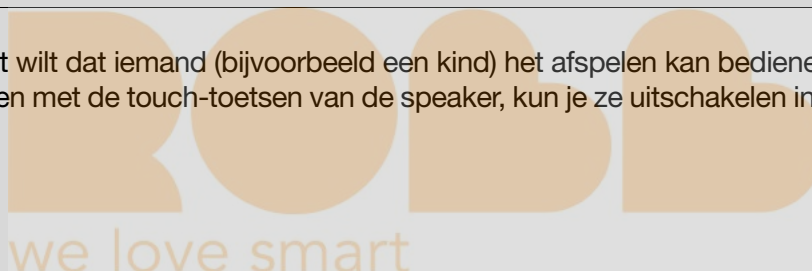 t wilt dat iemand (bijvoorbeeld een kind) het afspelen kan bediene
en met de touch-toetsen van de speaker, kun je ze uitschakelen in
ROBB
we love smart